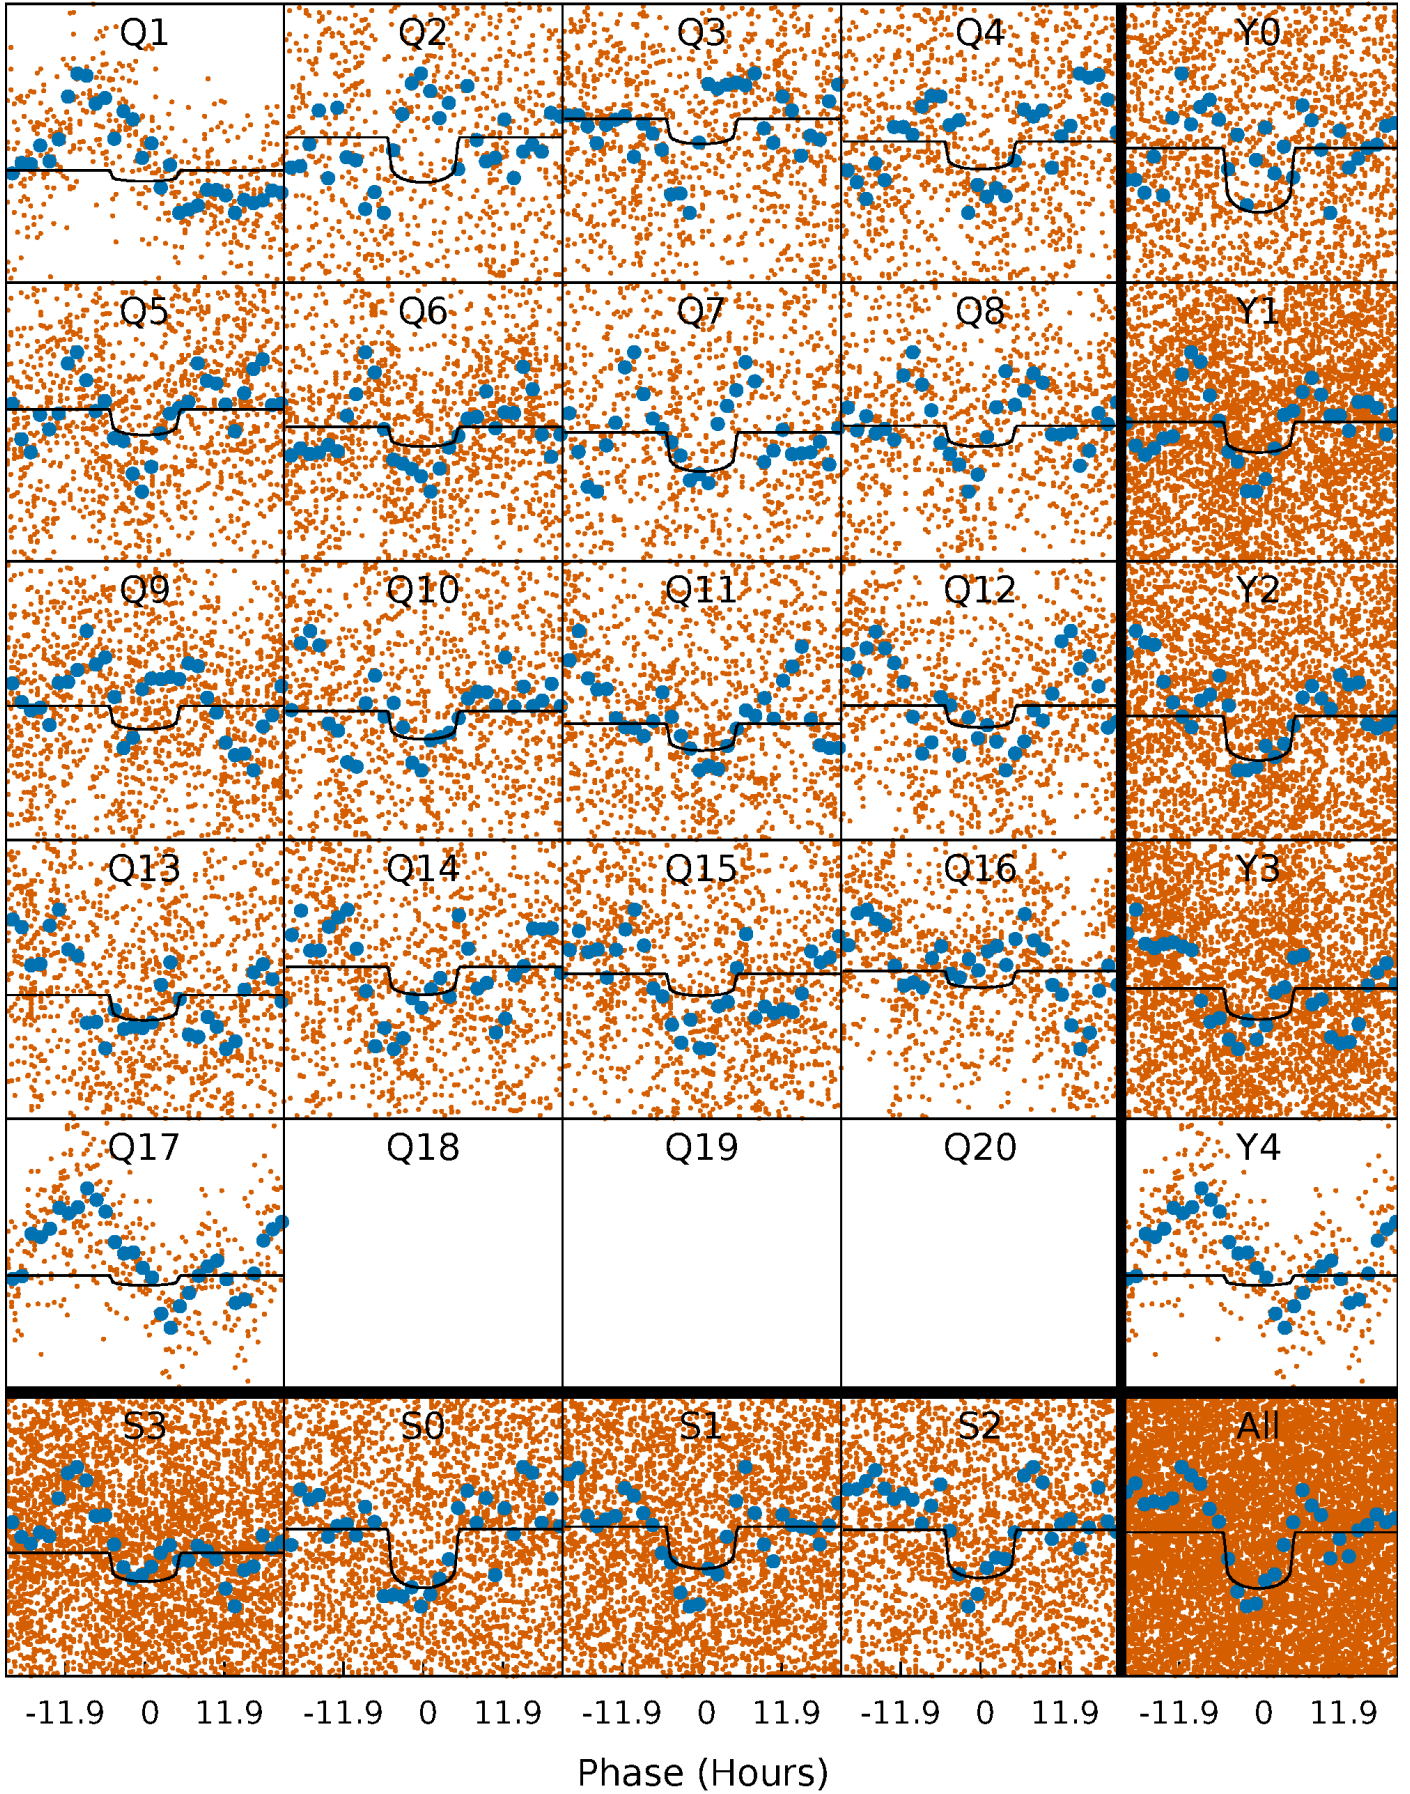 Q1 Q2 Q3 Q4 Y0
Q5 Q6 Q7 Q8 Y1
Q9 Q10 Q11 Q12 Y2
Q13 Q14 Q15 Q16 Y3
Q17 Q18 Q19 Q20 Y4
S3 S0 S1 S2 All
-11.9 0 11.9 -11.9 0 11.9 -11.9 0 11.9 -11.9 0 11.9 -11.9 0 11.9
Phase (Hours)